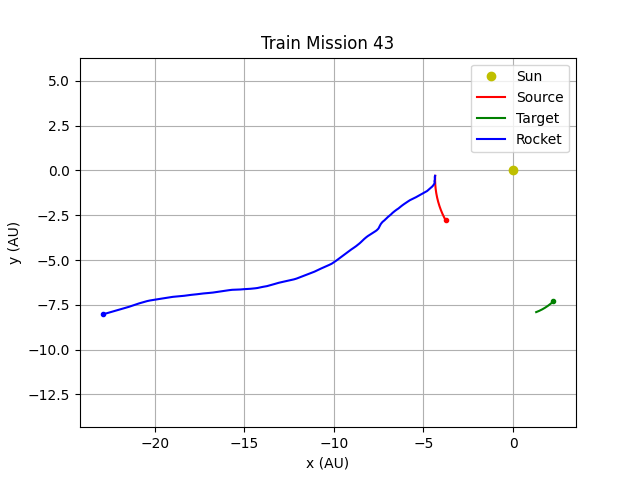 Train Mission 43
Sun
Source
Target
Rocket
5.0
2.5
0.0
−2.5
−5.0
−7.5
−10.0
−12.5
y (AU)
−20 −15 −10 −5 0
x (AU)